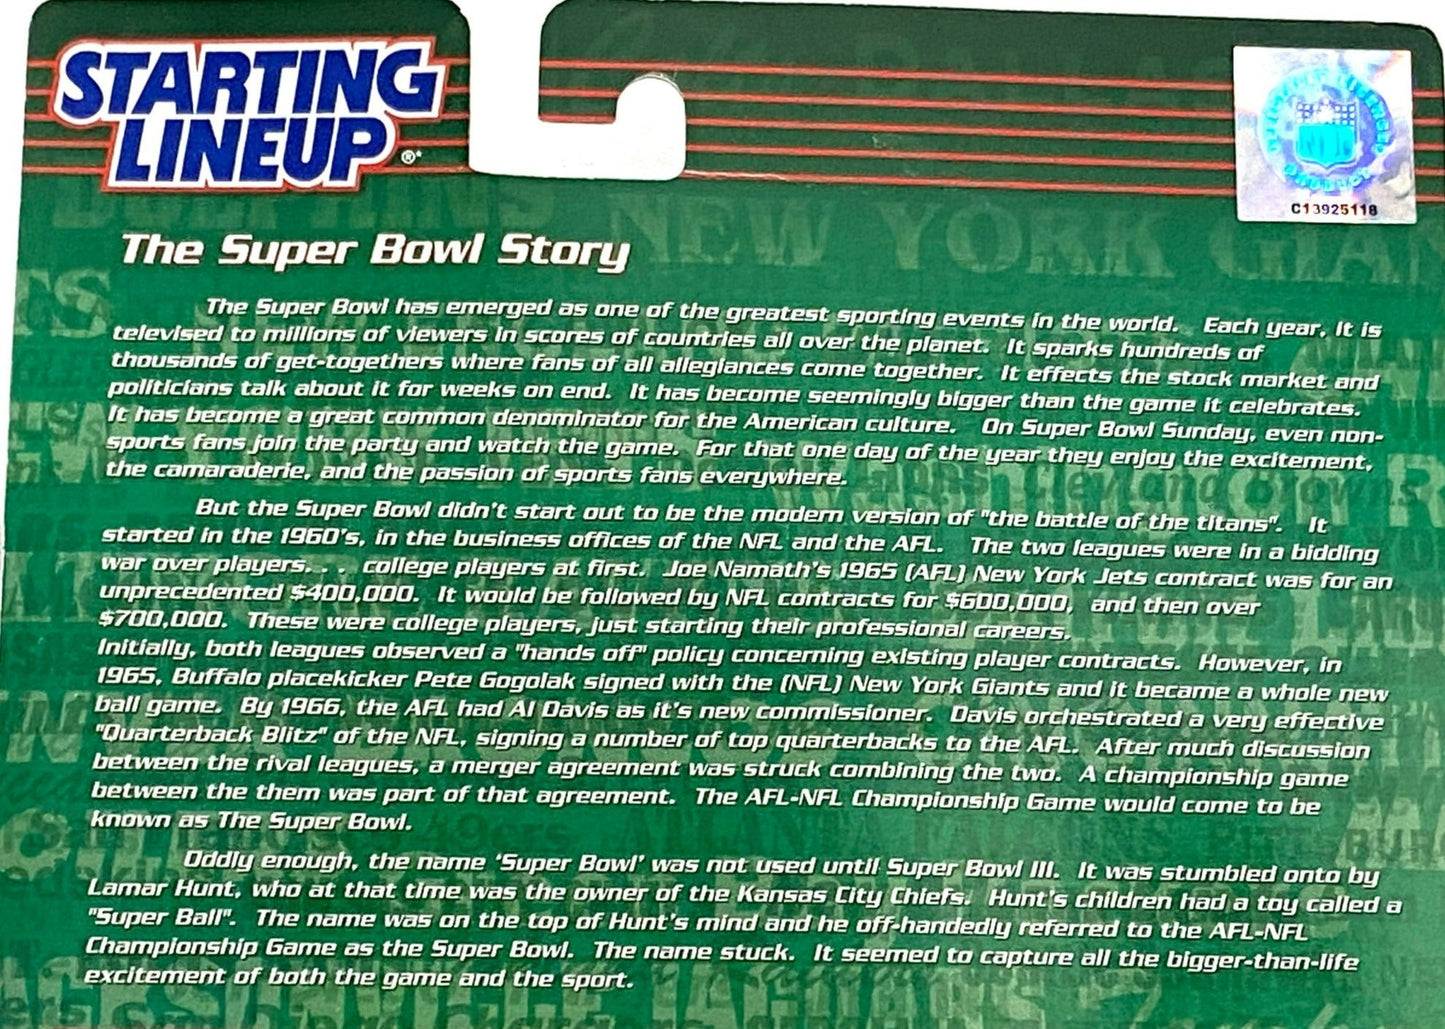 STARTING
LINEUP ®*
C13925118
The Super Bowl Story
The Super Bowl has emerged as one of the greatest sporting events in the world. Each year, it is
televised to millions of viewers in scores of countries all over the planet. It sparks hundreds of
thousands of get-togethers where fans of all allegiances come together. It effects the stock market and
politicians talk about it for weeks on end. It has become seemingly bigger than the game it celebrates.
It has become a great common denominator for the American culture. On Super Bowl Sunday, even non-
sports fans join the party and watch the game. For that one day of the year they enjoy the excitement,
the camaraderie, and the passion of sports fans everywhere.
But the Super Bowl didn't start out to be the modern version of "the battle of the titans". It
started in the 1960's, in the business offices of the NFL and the AFL. The two leagues were in a bidding
war over players. . . college players at first. Joe Namath's 1965 (AFL) New York Jets contract was for an
unprecedented $400,000. It would be followed by NFL contracts for $600,000, and then over
$700,000. These were college players, just starting their professional careers.
Initially, both leagues observed a "hands off" policy concerning existing player contracts. However, in
1965, Buffalo placekicker Pete Gogolak signed with the (NFL) New York Giants and it became a whole new
ball game. By 1966, the AFL had Al Davis as it's new commissioner. Davis orchestrated a very effective
"Quarterback Blitz" of the NFL, signing a number of top quarterbacks to the AFL. After much discussion
between the rival leagues, a merger agreement was struck combining the two. A championship game
between the them was part of that agreement. The AFL-NFL Championship Game would come to be
known as The Super Bowl.
Oddly enough, the name 'Super Bowl' was not used until Super Bowl III. It was stumbled onto by
Lamar Hunt, who at that time was the owner of the Kansas City Chiefs. Hunt's children had a toy called a
"Super Ball". The name was on the top of Hunt's mind and he off-handedly referred to the AFL-NFL
Championship Game as the Super Bowl. The name stuck. It seemed to capture all the bigger-than-life
excitement of both the game and the sport.